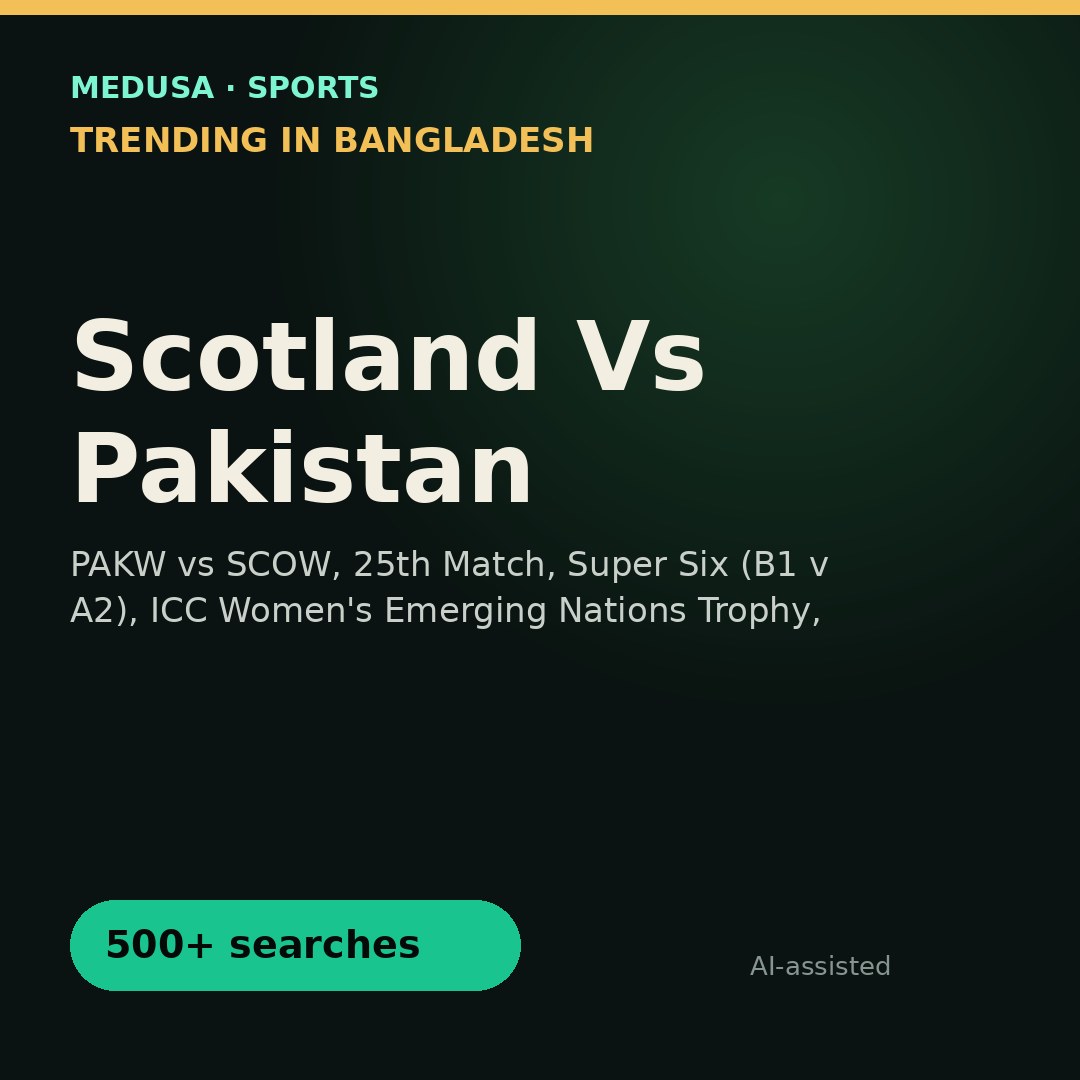 MEDUSA · SPORTS
TRENDING IN BANGLADESH
Scotland Vs
Pakistan
PAKW vs SCOW, 25th Match, Super Six (B1 v
A2), ICC Women's Emerging Nations Trophy,
500+ searches
AI-assisted